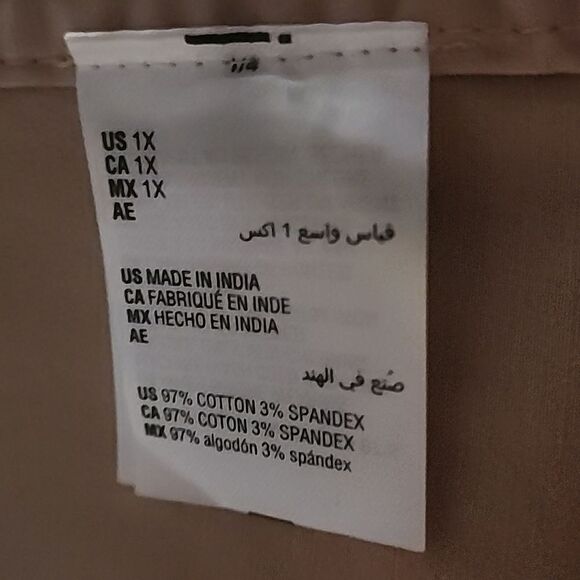 US 1X
CA 1X
MX 1X
AE
قياس واسع 1 اكس
US MADE IN INDIA
CA FABRIQUÉ EN INDE
MX HECHO EN INDIA
AE
صُنع في الهند
US 97% COTTON 3% SPANDEX
CA 97% COTON 3% SPANDEX
MX 97% algodón 3% spándex